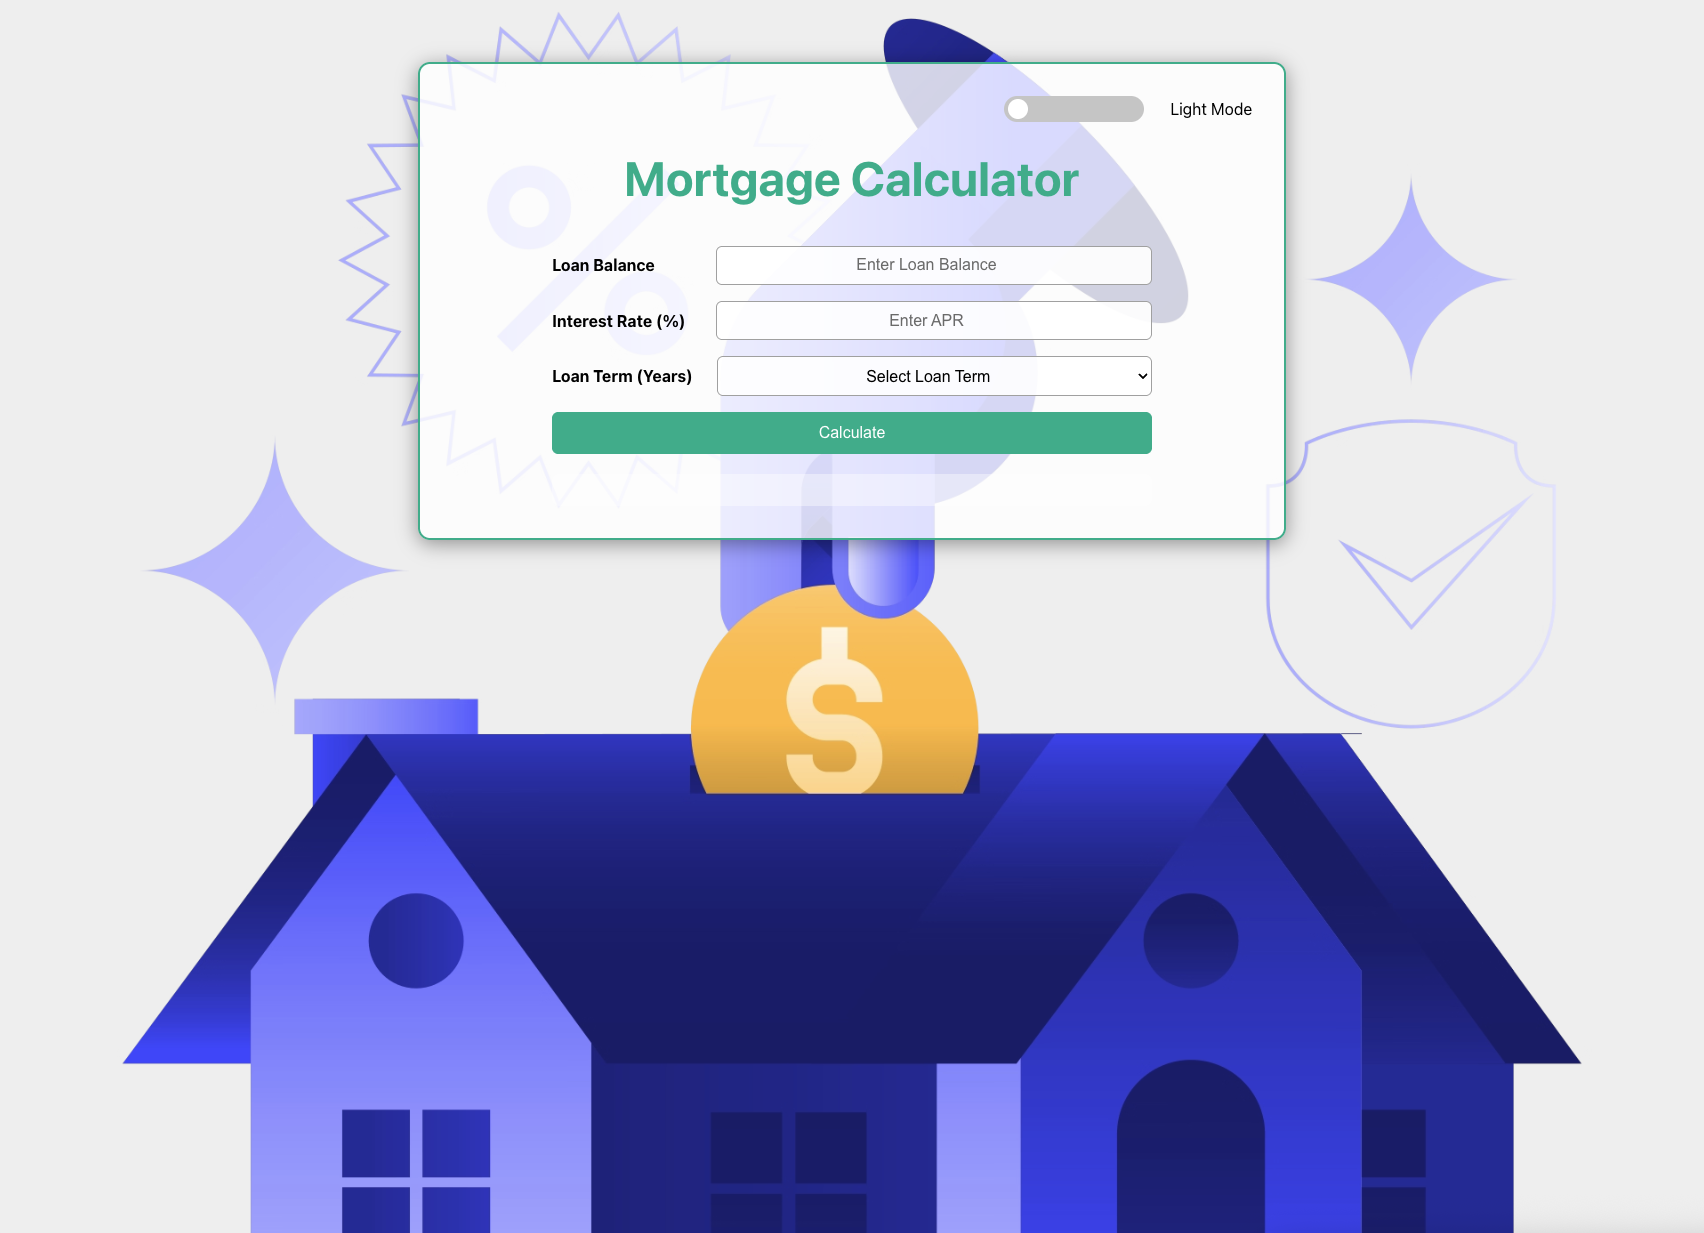 Light Mode
Mortgage Calculator
Loan Balance Enter Loan Balance
Interest Rate (%) Enter APR
Loan Term (Years) Select Loan Term
Calculate
%
$